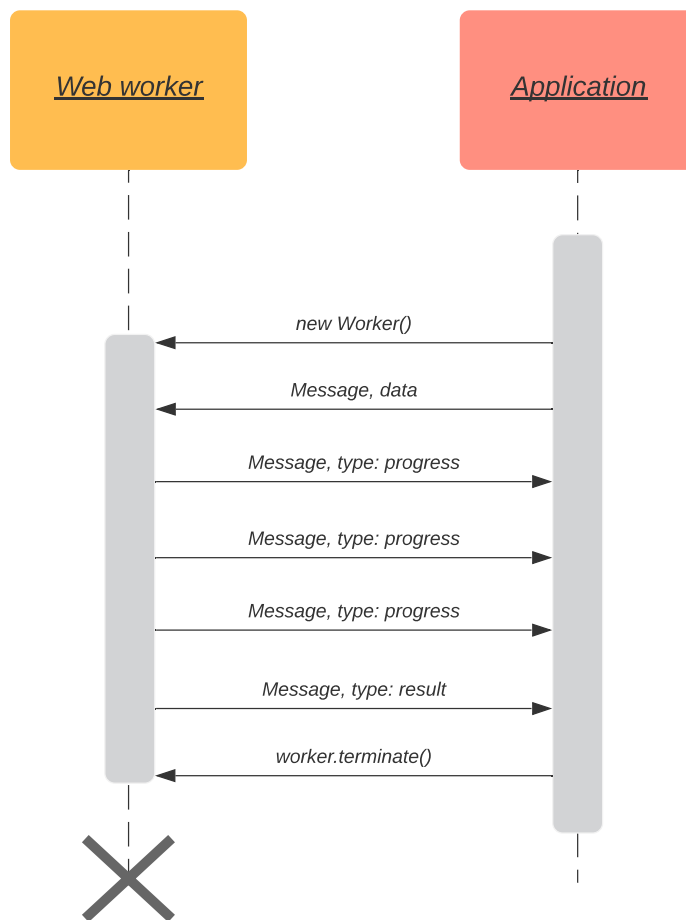 Web worker
Application
new Worker()
Message, data
Message, type: progress
Message, type: progress
Message, type: progress
Message, type: result
worker.terminate()